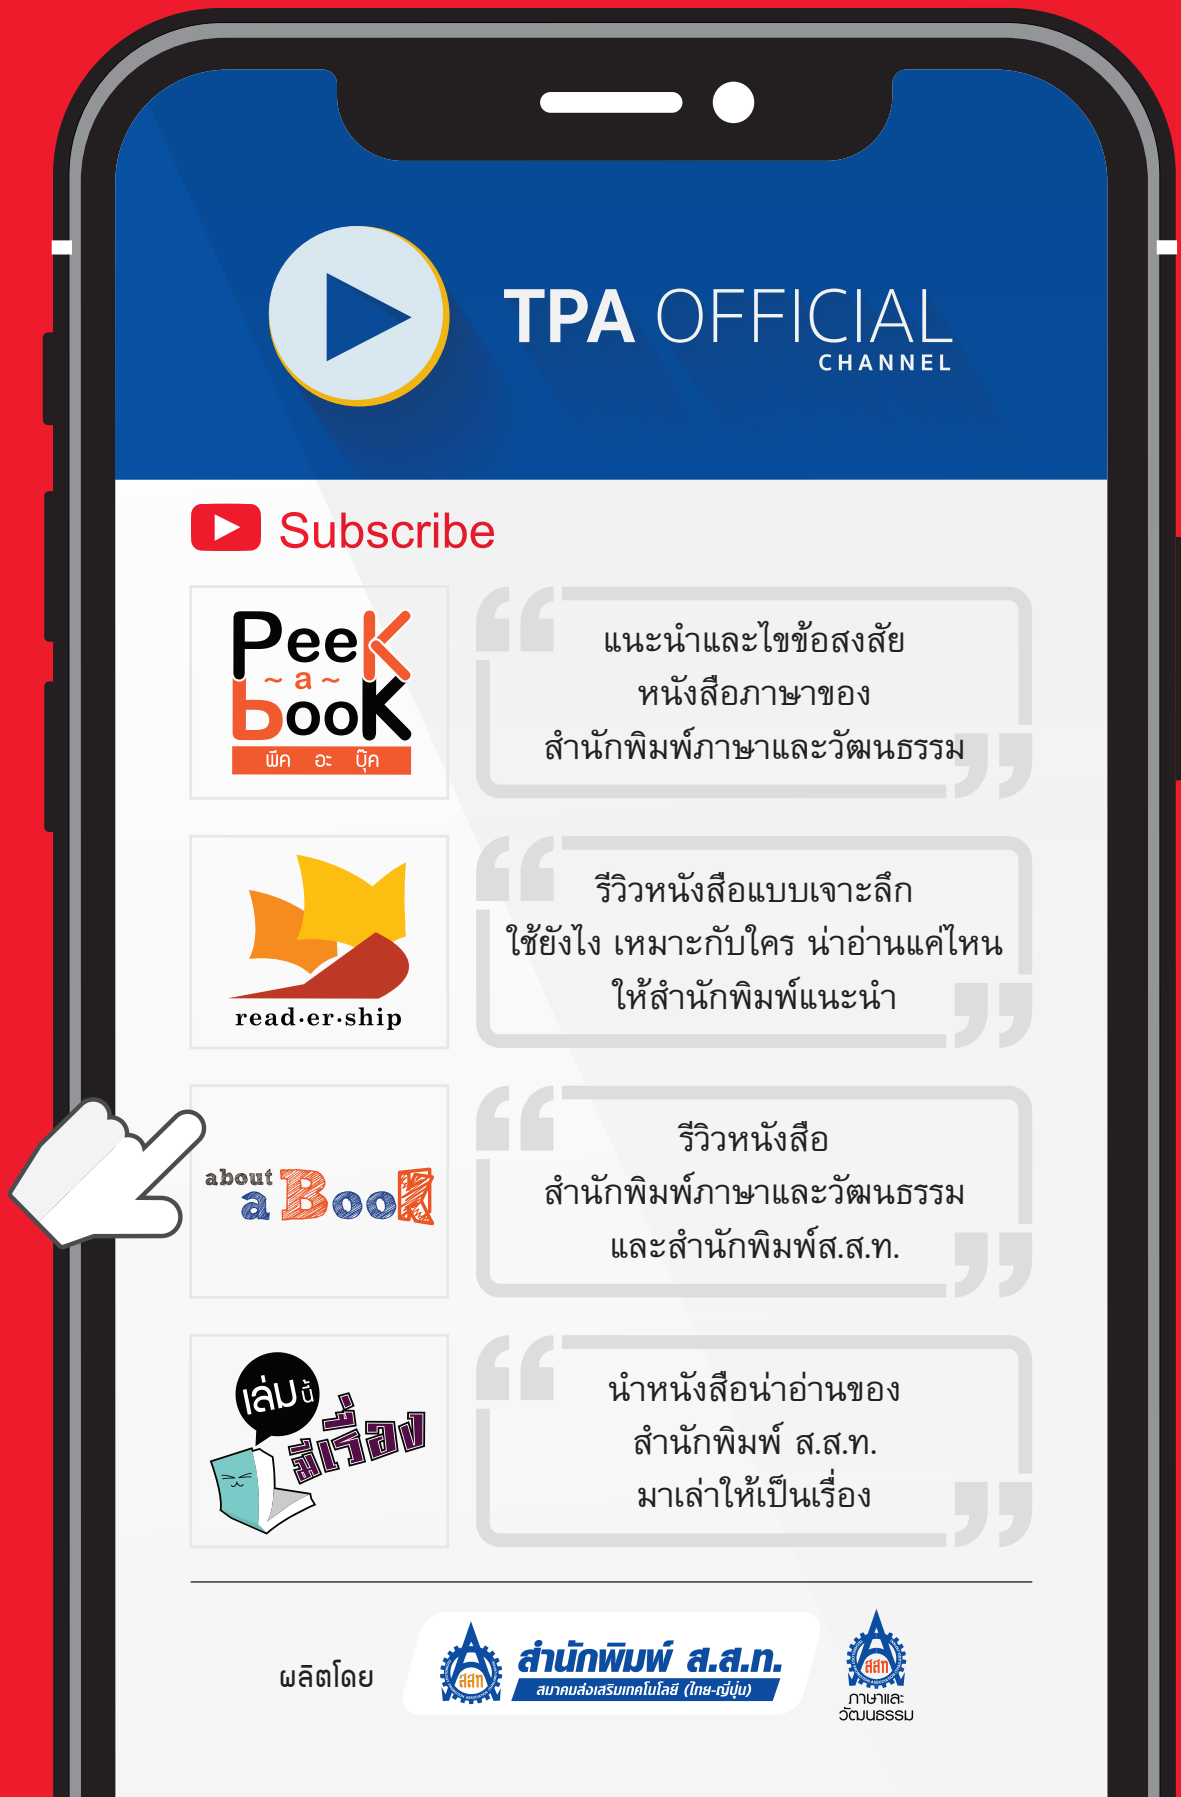 TPA OFFICIAL
CHANNEL
Subscribe
Peek
~ a ~
book
พีค อะ บุ๊ค
แนะนำและไขข้อสงสัย
หนังสือภาษาของ
สำนักพิมพ์ภาษาและวัฒนธรรม
read·er·ship
รีวิวหนังสือแบบเจาะลึก
ใช้ยังไง เหมาะกับใคร น่าอ่านแค่ไหน
ให้สำนักพิมพ์แนะนำ
about
a Book
รีวิวหนังสือ
สำนักพิมพ์ภาษาและวัฒนธรรม
และสำนักพิมพ์ส.ส.ท.
เล่มนี้
มีเรื่อง
นำหนังสือน่าอ่านของ
สำนักพิมพ์ ส.ส.ท.
มาเล่าให้เป็นเรื่อง
ผลิตโดย
สสท
สำนักพิมพ์ ส.ส.ท.
สมาคมส่งเสริมเทคโนโลยี (ไทย-ญี่ปุ่น)
สสท
ภาษาและ
วัฒนธรรม